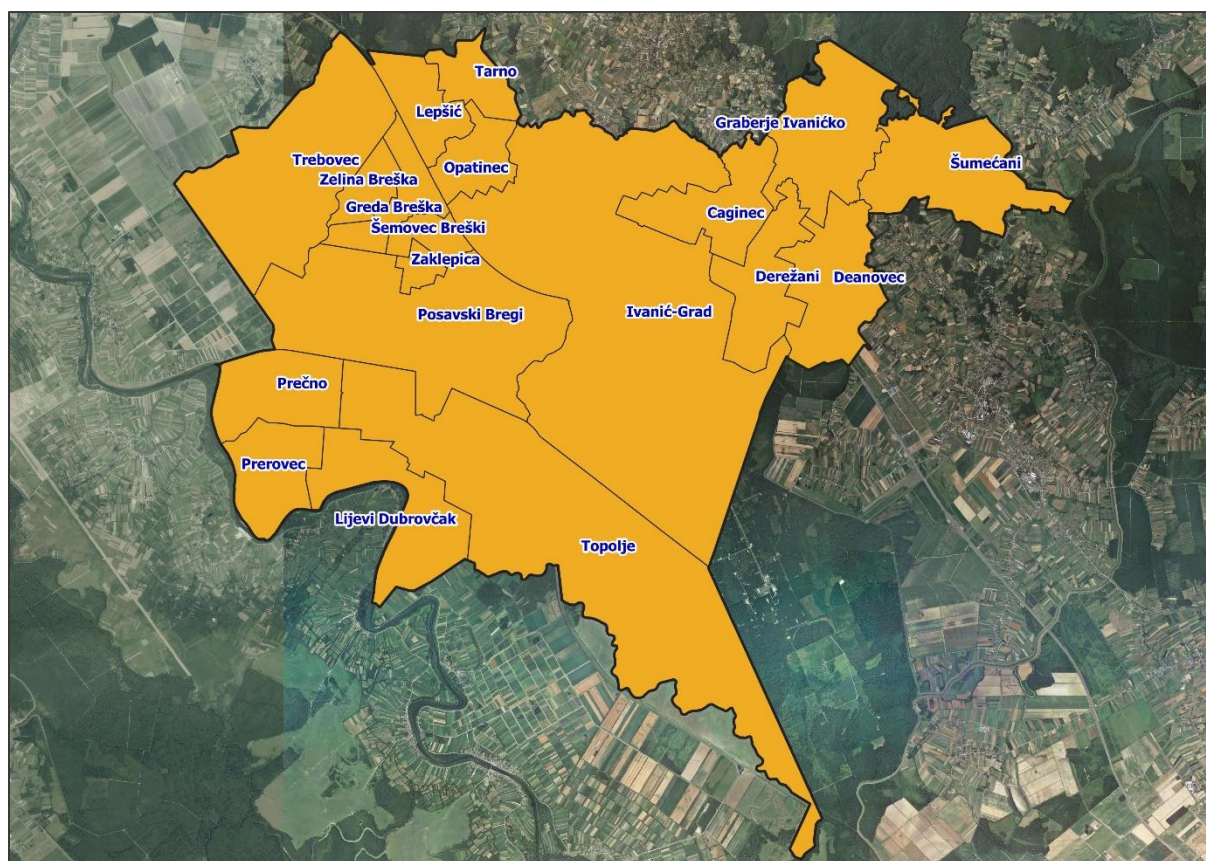 Tarno
Lepšić
Graberje Ivanićko
Trebovec
Opatinec
Šumećani
Zelina Breška
Greda Breška
Caginec
Šemovec Breški
Zaklepica
Derežani
Deanovec
Posavski Bregi
Ivanić-Grad
Prečno
Prerovec
Lijevi Dubrovčak
Topolje